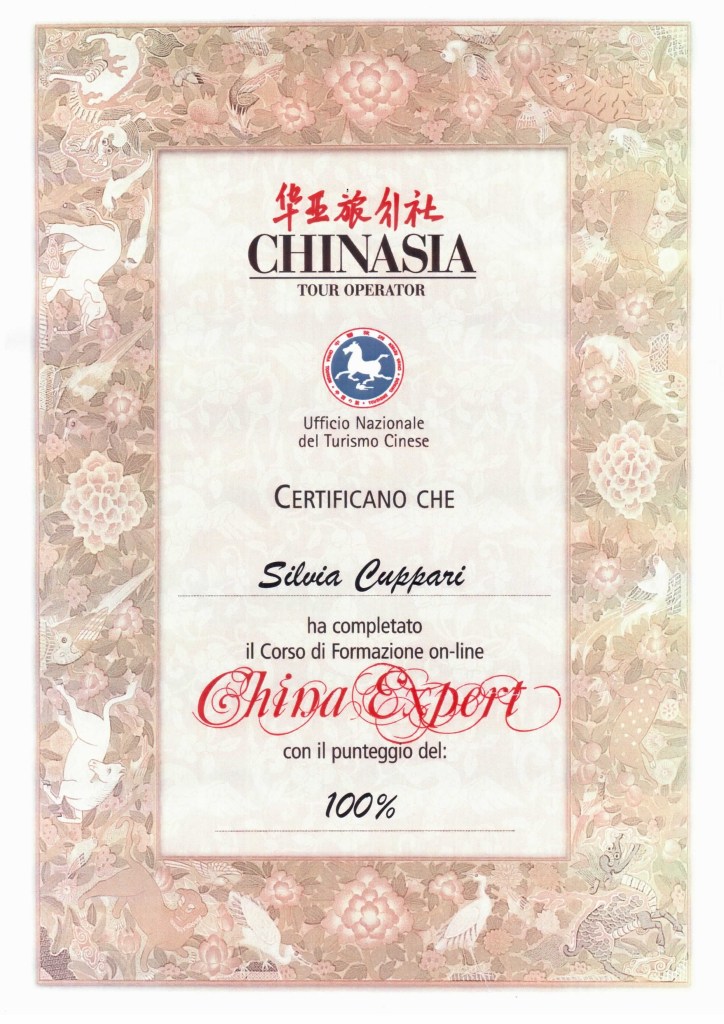 华亚旅行社
CHINASIA
TOUR OPERATOR
Ufficio Nazionale
del Turismo Cinese
CERTIFICANO CHE
Silvia Cuppari
ha completato
il Corso di Formazione on-line
China Expert
con il punteggio del:
100%